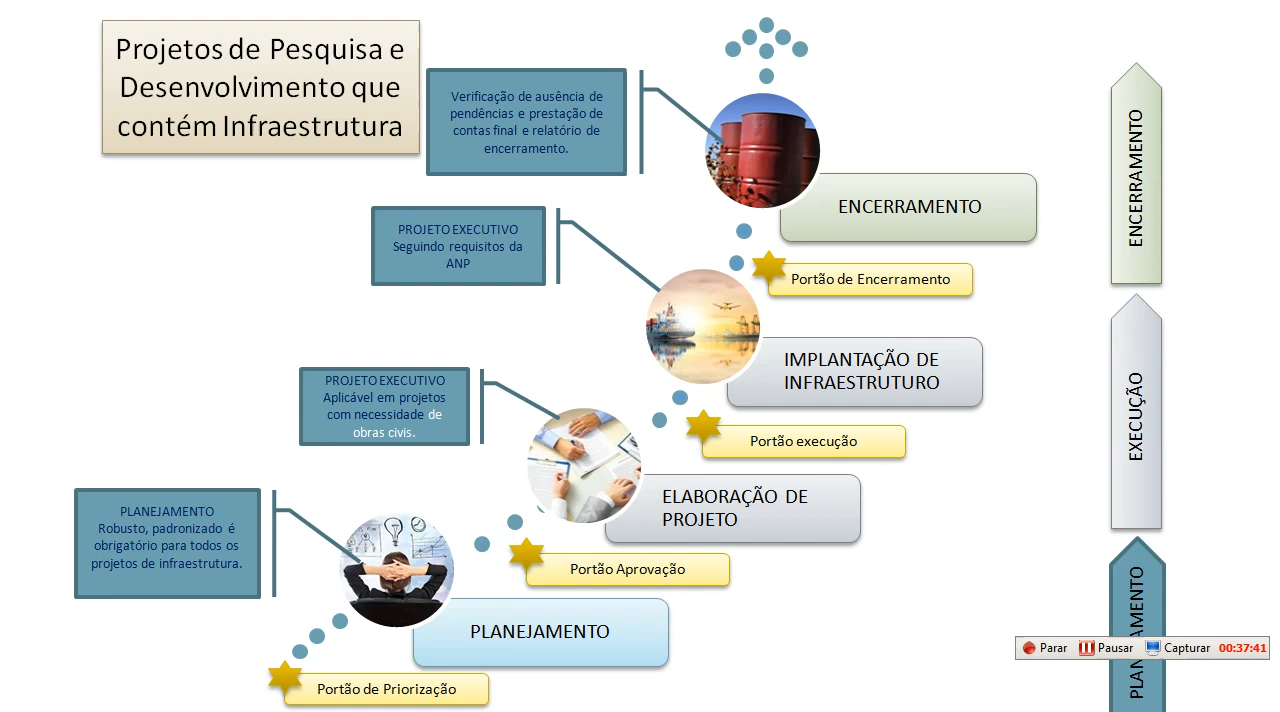 Projetos de Pesquisa e
Desenvolvimento que
contém Infraestrutura
Verificação de ausência de
pendências e prestação de
contas final e relatório de
encerramento.
ENCERRAMENTO
Portão de Encerramento
PROJETO EXECUTIVO
Seguindo requisitos da
ANP
IMPLANTAÇÃO DE
INFRAESTRUTURO
Portão execução
PROJETO EXECUTIVO
Aplicável em projetos
com necessidade de
obras civis.
ELABORAÇÃO DE
PROJETO
Portão Aprovação
PLANEJAMENTO
Robusto, padronizado é
obrigatório para todos os
projetos de infraestrutura.
PLANEJAMENTO
Portão de Priorização
ENCERRAMENTO
EXECUÇÃO
Parar Pausar Capturar 00:37:41